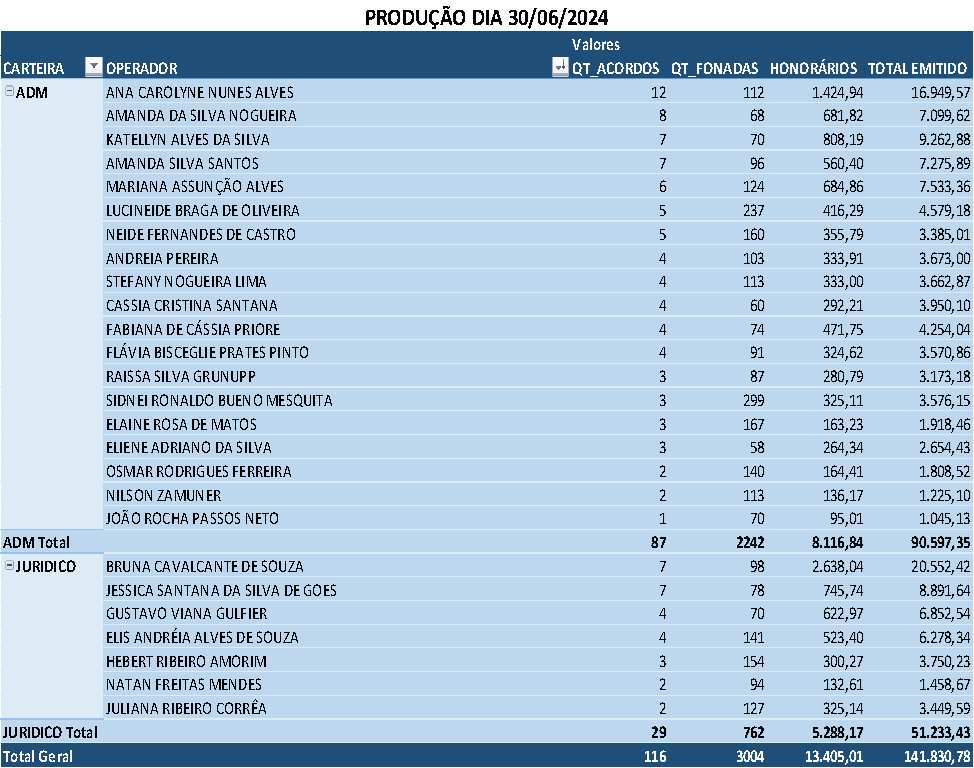 PRODUÇÃO DIA 30/06/2024
Valores
CARTEIRA OPERADOR QT_ACORDOS QT_FONADAS HONORÁRIOS TOTAL EMITIDO
ADM ANA CAROLYNE NUNES ALVES 12 112 1.424,94 16.949,57
AMANDA DA SILVA NOGUEIRA 8 68 681,82 7.099,62
KATELLYN ALVES DA SILVA 7 70 808,19 9.262,88
AMANDA SILVA SANTOS 7 96 560,40 7.275,89
MARIANA ASSUNÇÃO ALVES 6 124 684,86 7.533,36
LUCINEIDE BRAGA DE OLIVEIRA 5 237 416,29 4.579,18
NEIDE FERNANDES DE CASTRO 5 160 355,79 3.385,01
ANDREIA PEREIRA 4 103 333,91 3.673,00
STEFANY NOGUEIRA LIMA 4 113 333,00 3.662,87
CASSIA CRISTINA SANTANA 4 60 292,21 3.950,10
FABIANA DE CÁSSIA PRIORE 4 74 471,75 4.254,04
FLÁVIA BISCEGLIE PRATES PINTO 4 91 324,62 3.570,86
RAISSA SILVA GRUNUPP 3 87 280,79 3.173,18
SIDNEI RONALDO BUENO MESQUITA 3 299 325,11 3.576,15
ELAINE ROSA DE MATOS 3 167 163,23 1.918,46
ELIENE ADRIANO DA SILVA 3 58 264,34 2.654,43
OSMAR RODRIGUES FERREIRA 2 140 164,41 1.808,52
NILSON ZAMUNER 2 113 136,17 1.225,10
JOÃO ROCHA PASSOS NETO 1 70 95,01 1.045,13
ADM Total 87 2242 8.116,84 90.597,35
JURIDICO BRUNA CAVALCANTE DE SOUZA 7 98 2.638,04 20.552,42
JESSICA SANTANA DA SILVA DE GOES 7 78 745,74 8.891,64
GUSTAVO VIANA GULFIER 4 70 622,97 6.852,54
ELIS ANDRÉIA ALVES DE SOUZA 4 141 523,40 6.278,34
HEBERT RIBEIRO AMORIM 3 154 300,27 3.750,23
NATAN FREITAS MENDES 2 94 132,61 1.458,67
JULIANA RIBEIRO CORRÊA 2 127 325,14 3.449,59
JURIDICO Total 29 762 5.288,17 51.233,43
Total Geral 116 3004 13.405,01 141.830,78